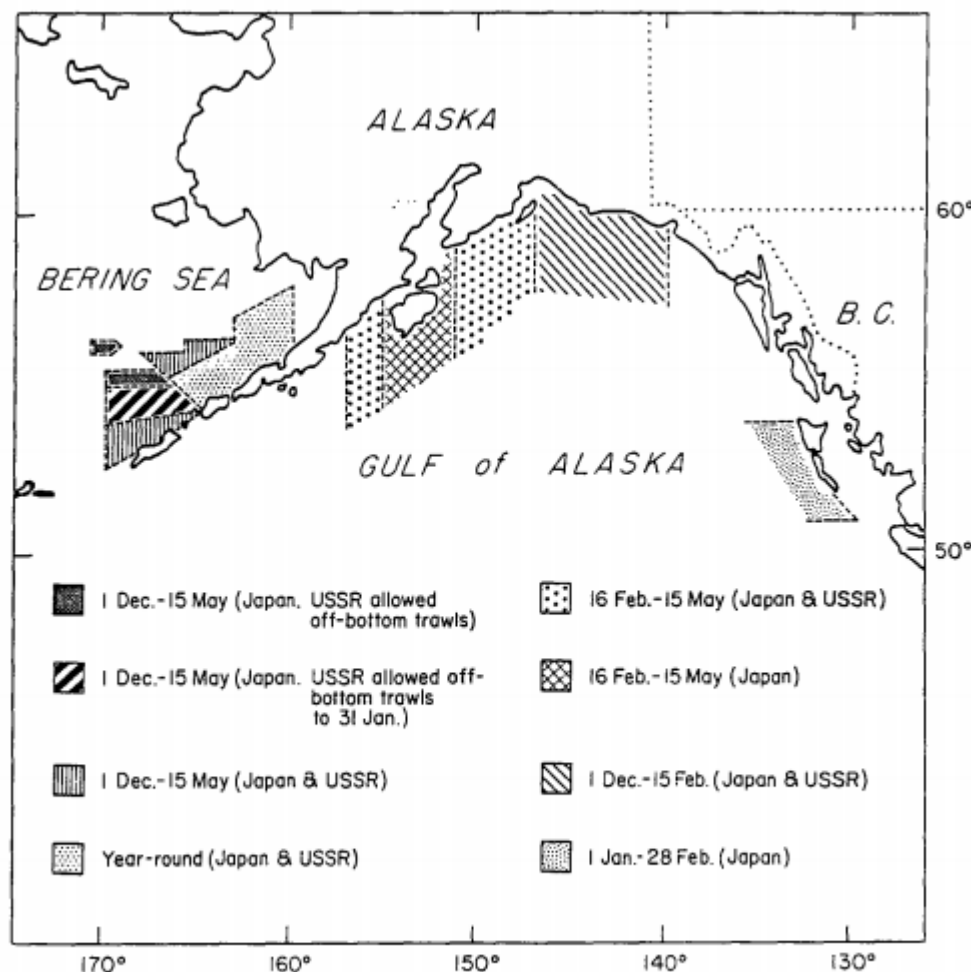 ALASKA
60°
BERING SEA
B. C.
GULF of ALASKA
50°
1 Dec.-15 May (Japan. USSR allowed
off-bottom trawls)
1 Dec.-15 May (Japan. USSR allowed off-
bottom trawls
to 31 Jan.)
1 Dec.-15 May (Japan & USSR)
Year-round (Japan & USSR)
16 Feb.-15 May (Japan & USSR)
16 Feb.-15 May (Japan)
1 Dec.-15 Feb. (Japan & USSR)
1 Jan.-28 Feb. (Japan)
170° 160° 150° 140° 130°